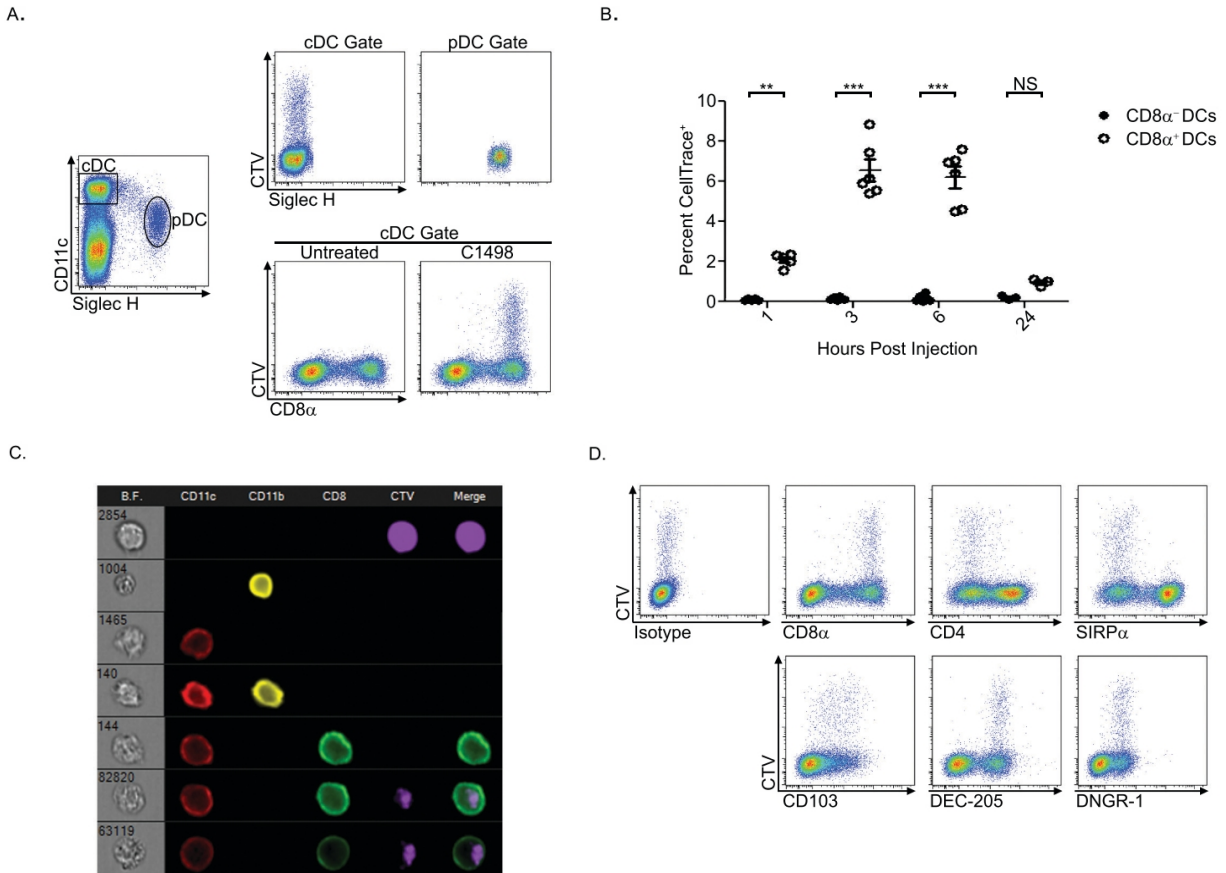 A.
cDC
pDC
CD11c
Siglec H
cDC Gate pDC Gate
CTV
Siglec H
cDC Gate
Untreated C1498
CTV
CD8α
B.
** *** *** NS
Percent CellTrace⁺
10
8
6
4
2
0
1 3 6 24
Hours Post Injection
CD8α⁻ DCs
CD8α⁺ DCs
C.
B.F. CD11c CD11b CD8 CTV Merge
2854
1004
1465
140
144
82820
63119
D.
CTV
Isotype CD8α CD4 SIRPα
CTV
CD103 DEC-205 DNGR-1